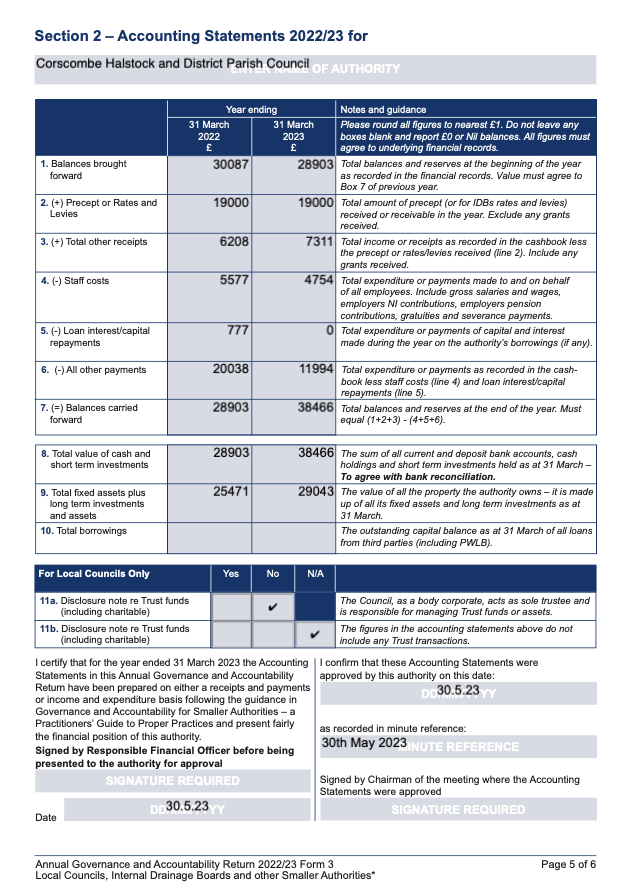 Section 2 – Accounting Statements 2022/23 for
Corscombe Halstock and District Parish Council
ENTER NAME OF AUTHORITY
Year ending
Notes and guidance
31 March
2022
£
31 March
2023
£
Please round all figures to nearest £1. Do not leave any
boxes blank and report £0 or Nil balances. All figures must
agree to underlying financial records.
1. Balances brought
forward
30087
28903
Total balances and reserves at the beginning of the year
as recorded in the financial records. Value must agree to
Box 7 of previous year.
2. (+) Precept or Rates and
Levies
19000
19000
Total amount of precept (or for IDBs rates and levies)
received or receivable in the year. Exclude any grants
received.
3. (+) Total other receipts
6208
7311
Total income or receipts as recorded in the cashbook less
the precept or rates/levies received (line 2). Include any
grants received.
4. (-) Staff costs
5577
4754
Total expenditure or payments made to and on behalf
of all employees. Include gross salaries and wages,
employers NI contributions, employers pension
contributions, gratuities and severance payments.
5. (-) Loan interest/capital
repayments
777
0
Total expenditure or payments of capital and interest
made during the year on the authority's borrowings (if any).
6. (-) All other payments
20038
11994
Total expenditure or payments as recorded in the cash-
book less staff costs (line 4) and loan interest/capital
repayments (line 5).
7. (=) Balances carried
forward
28903
38466
Total balances and reserves at the end of the year. Must
equal (1+2+3) - (4+5+6).
8. Total value of cash and
short term investments
28903
38466
The sum of all current and deposit bank accounts, cash
holdings and short term investments held as at 31 March –
To agree with bank reconciliation.
9. Total fixed assets plus
long term investments
and assets
25471
29043
The value of all the property the authority owns – it is made
up of all its fixed assets and long term investments as at
31 March.
10. Total borrowings
The outstanding capital balance as at 31 March of all loans
from third parties (including PWLB).
For Local Councils Only
Yes
No
N/A
11a. Disclosure note re Trust funds
(including charitable)
✔
The Council, as a body corporate, acts as sole trustee and
is responsible for managing Trust funds or assets.
11b. Disclosure note re Trust funds
(including charitable)
✔
The figures in the accounting statements above do not
include any Trust transactions.
I certify that for the year ended 31 March 2023 the Accounting
Statements in this Annual Governance and Accountability
Return have been prepared on either a receipts and payments
or income and expenditure basis following the guidance in
Governance and Accountability for Smaller Authorities – a
Practitioners' Guide to Proper Practices and present fairly
the financial position of this authority.
Signed by Responsible Financial Officer before being
presented to the authority for approval
SIGNATURE REQUIRED
Date
30.5.23
I confirm that these Accounting Statements were
approved by this authority on this date:
30.5.23
as recorded in minute reference:
30th May 2023
MINUTE REFERENCE
Signed by Chairman of the meeting where the Accounting
Statements were approved
SIGNATURE REQUIRED
Annual Governance and Accountability Return 2022/23 Form 3
Local Councils, Internal Drainage Boards and other Smaller Authorities*
Page 5 of 6